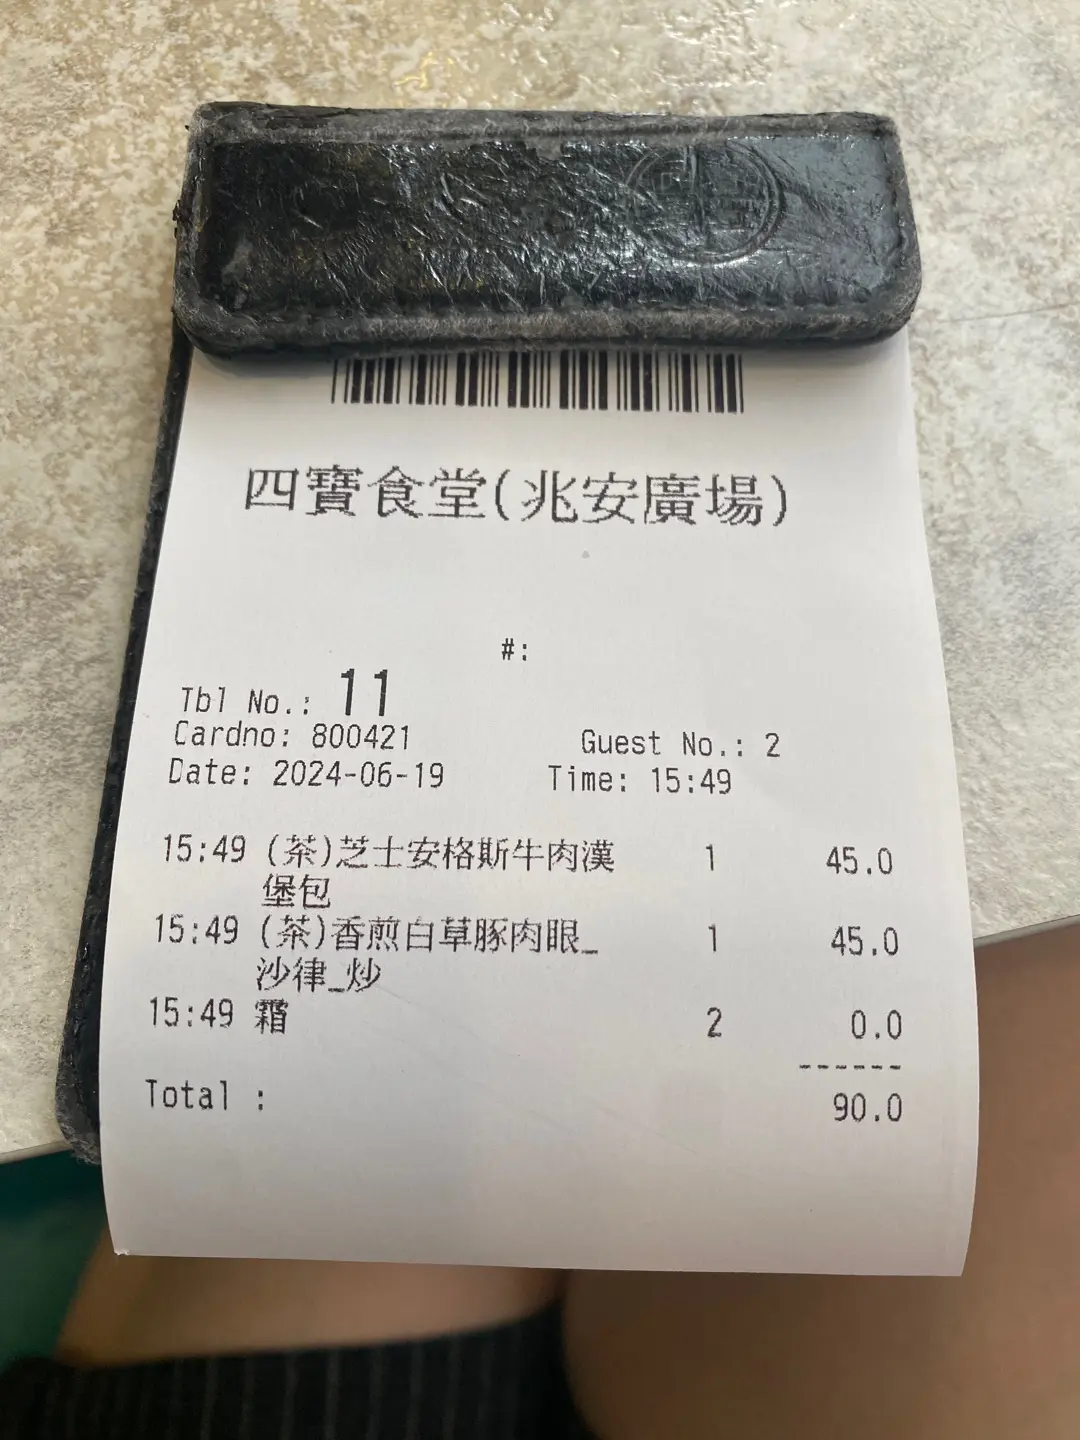 四寶食堂(兆安廣場)
#:
Tbl No.: 11
Cardno: 800421 Guest No.: 2
Date: 2024-06-19 Time: 15:49
15:49 (茶)芝士安格斯牛肉漢 1 45.0
堡包
15:49 (茶)香煎白草豚肉眼_ 1 45.0
沙律_炒
15:49 2 0.0
------
Total : 90.0